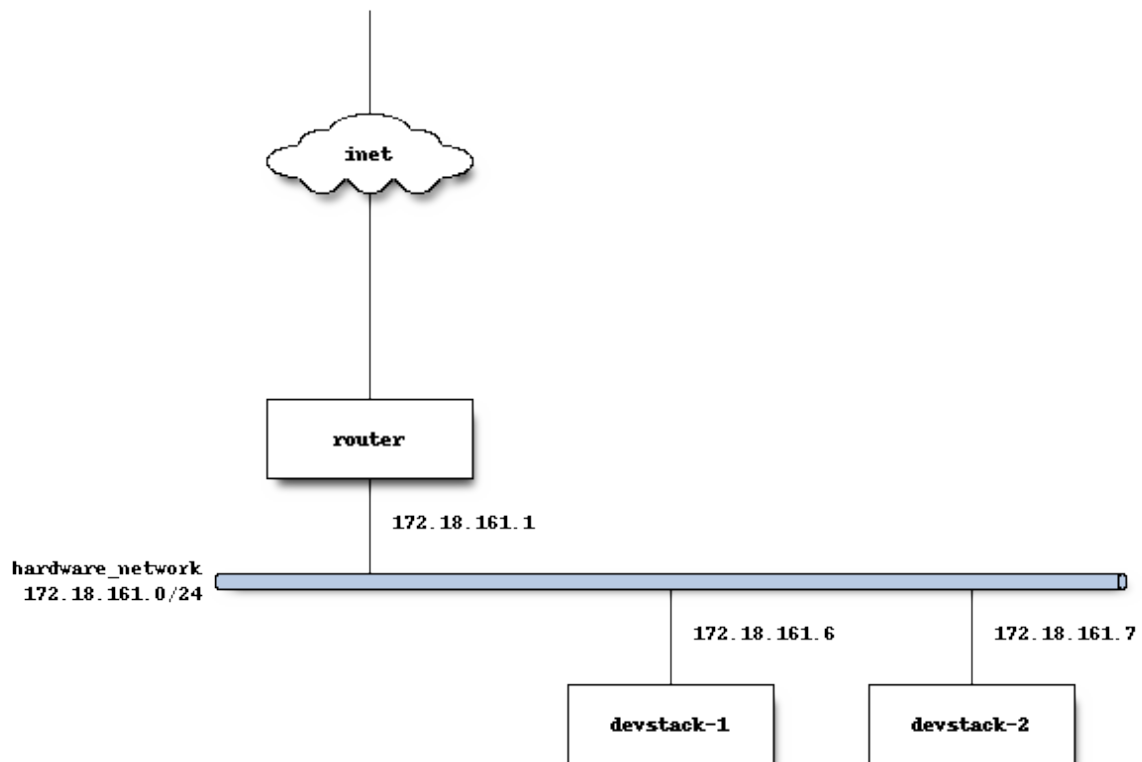 inet
router
172.18.161.1
hardware_network
172.18.161.0/24
172.18.161.6
172.18.161.7
devstack-1
devstack-2